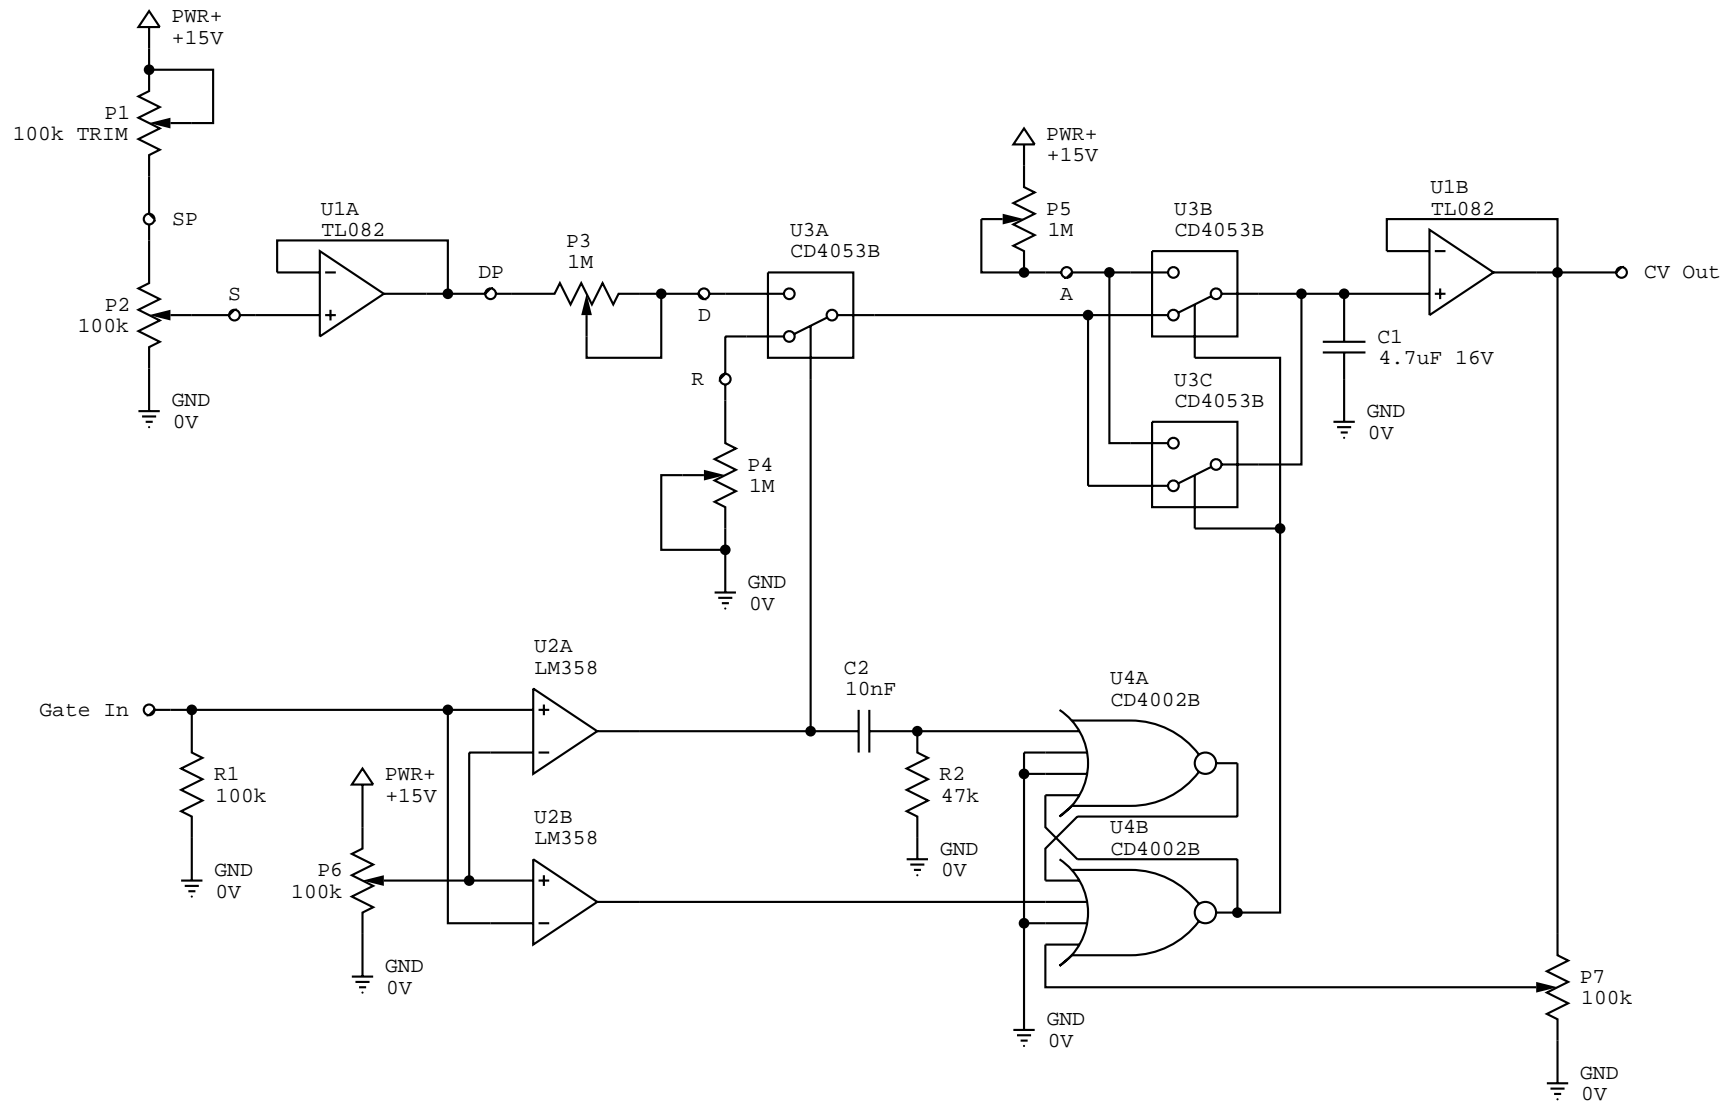 PWR+
+15V
P1
100k TRIM
SP
P2
100k
S
GND
0V
U1A
TL082
−
+
DP
P3
1M
D
U3A
CD4053B
R
P4
1M
GND
0V
PWR+
+15V
P5
1M
A
U3B
CD4053B
U3C
CD4053B
U1B
TL082
−
+
CV Out
C1
4.7uF 16V
GND
0V
Gate In
R1
100k
GND
0V
PWR+
+15V
P6
100k
GND
0V
U2A
LM358
+
−
U2B
LM358
+
−
C2
10nF
R2
47k
GND
0V
U4A
CD4002B
U4B
CD4002B
GND
0V
P7
100k
GND
0V